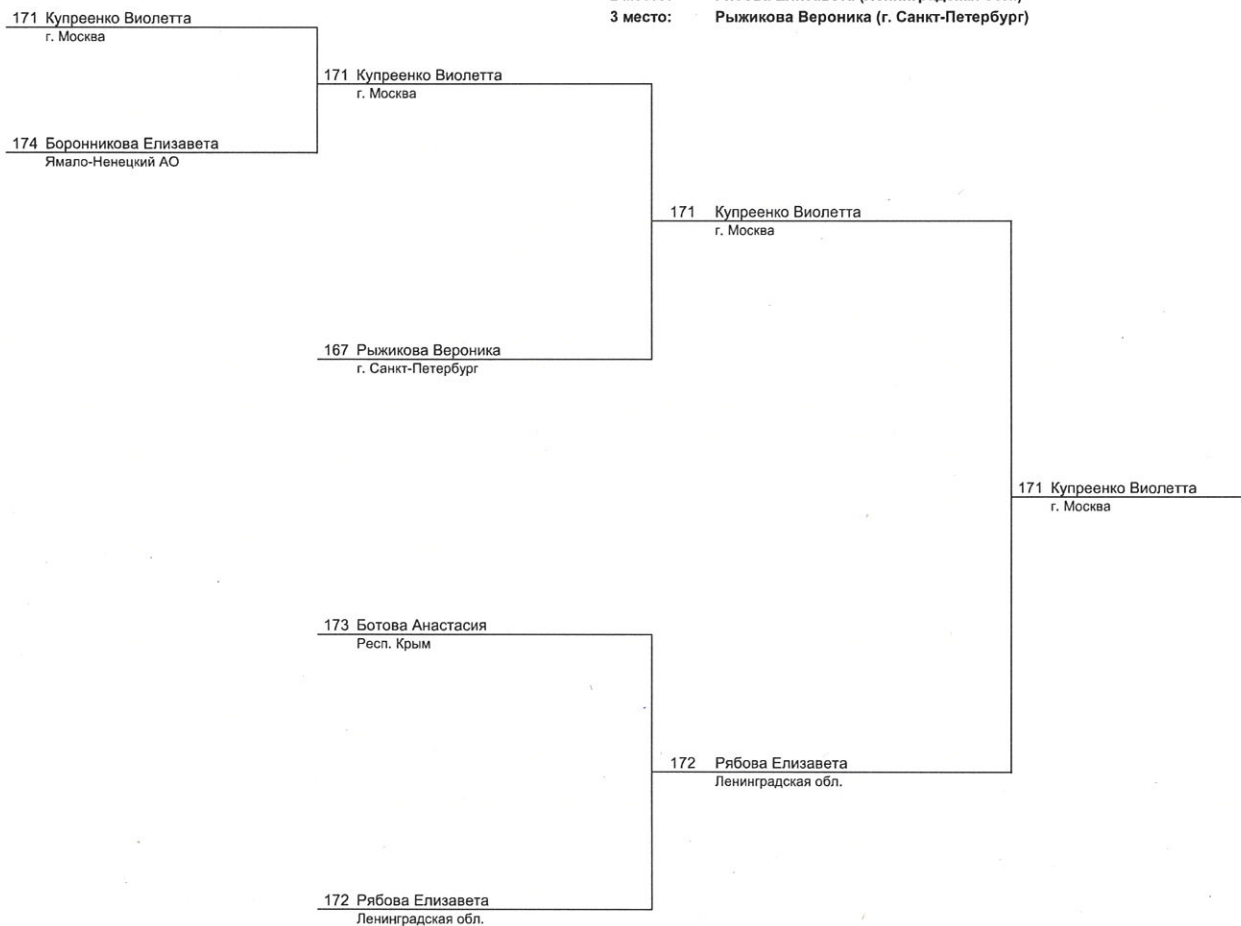 3 место: Рыжикова Вероника (г. Санкт-Петербург)
171 Купреенко Виолетта
г. Москва
171 Купреенко Виолетта
г. Москва
174 Боронникова Елизавета
Ямало-Ненецкий АО
171 Купреенко Виолетта
г. Москва
167 Рыжикова Вероника
г. Санкт-Петербург
171 Купреенко Виолетта
г. Москва
173 Ботова Анастасия
Респ. Крым
172 Рябова Елизавета
Ленинградская обл.
172 Рябова Елизавета
Ленинградская обл.